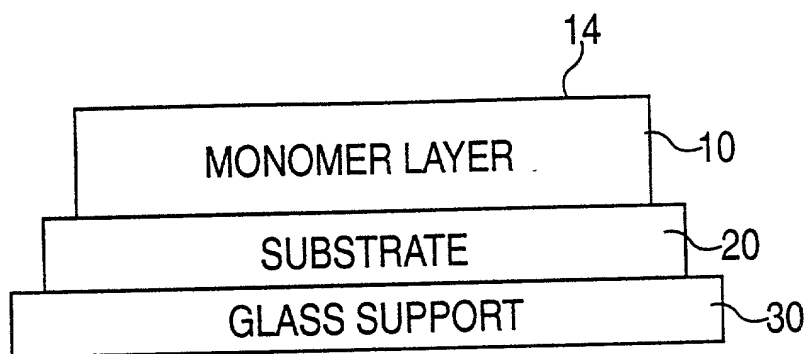 14
MONOMER LAYER
10
SUBSTRATE
20
GLASS SUPPORT
30